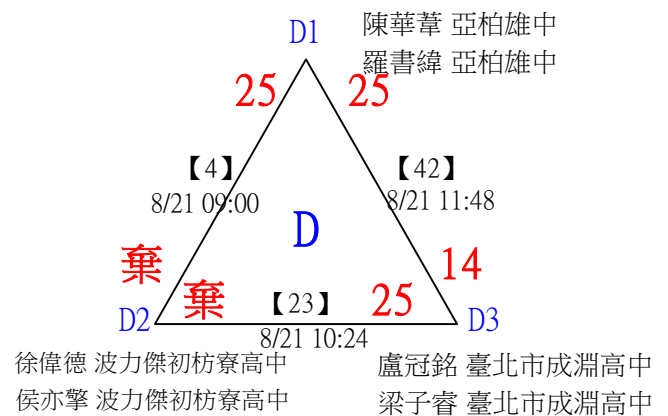 D1
陳華葦 亞柏雄中
羅書緯 亞柏雄中
25
25
【4】
8/21 09:00
【42】
8/21 11:48
D
棄
14
棄
【23】
25
D2
D3
8/21 10:24
徐偉德 波力傑初枋寮高中
侯亦擎 波力傑初枋寮高中
盧冠銘 臺北市成淵高中
梁子睿 臺北市成淵高中